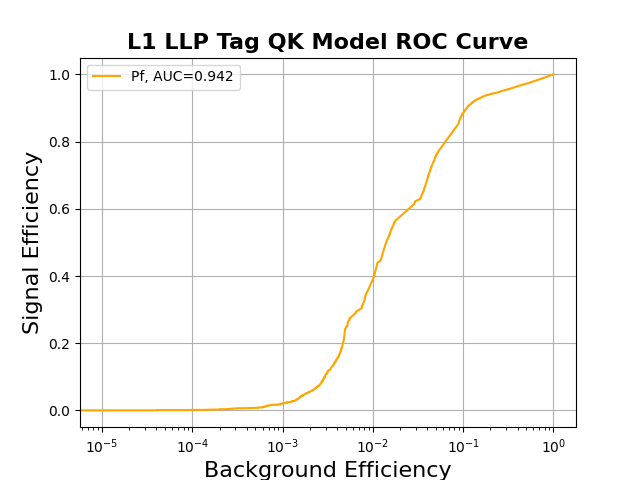 L1 LLP Tag QK Model ROC Curve
Pf, AUC=0.942
Signal Efficiency
1.0
0.8
0.6
0.4
0.2
0.0
10⁻⁵ 10⁻⁴ 10⁻³ 10⁻² 10⁻¹ 10⁰
Background Efficiency